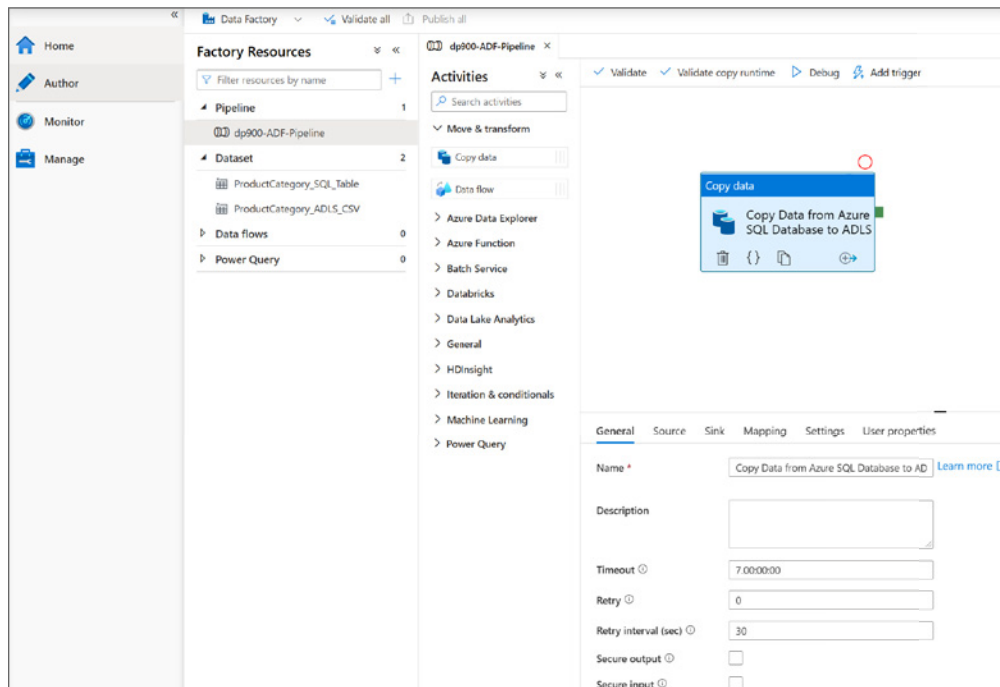 «
Data Factory
Validate all
Publish all
Home
Author
Monitor
Manage
Factory Resources
«
Filter resources by name
+
Pipeline
1
dp900-ADF-Pipeline
Dataset
2
ProductCategory_SQL_Table
ProductCategory_ADLS_CSV
Data flows
0
Power Query
0
dp900-ADF-Pipeline
Activities
«
Search activities
Move & transform
Copy data
Data flow
Azure Data Explorer
Azure Function
Batch Service
Databricks
Data Lake Analytics
General
HDInsight
Iteration & conditionals
Machine Learning
Power Query
Validate
Validate copy runtime
Debug
Add trigger
Copy data
Copy Data from Azure
SQL Database to ADLS
{}
General
Source
Sink
Mapping
Settings
User properties
Name *
Copy Data from Azure SQL Database to AD
Learn more
Description
Timeout
7.00:00:00
Retry
0
Retry interval (sec)
30
Secure output
Secure input